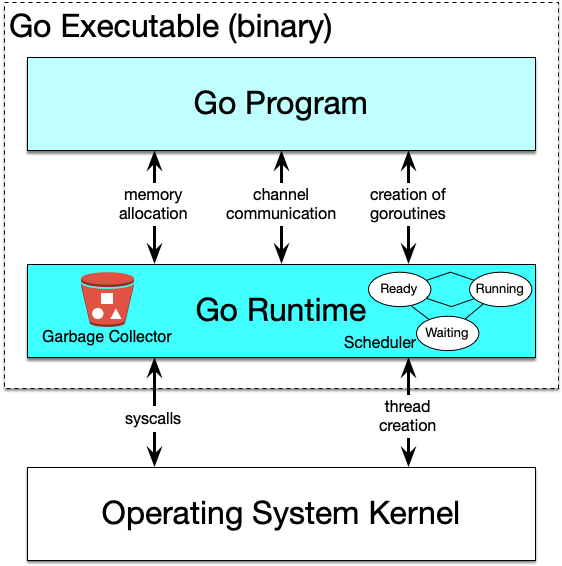 Go Executable (binary)
Go Program
memory
allocation
channel
communication
creation of
goroutines
Garbage Collector
Go Runtime
Ready
Running
Waiting
Scheduler
syscalls
thread
creation
Operating System Kernel